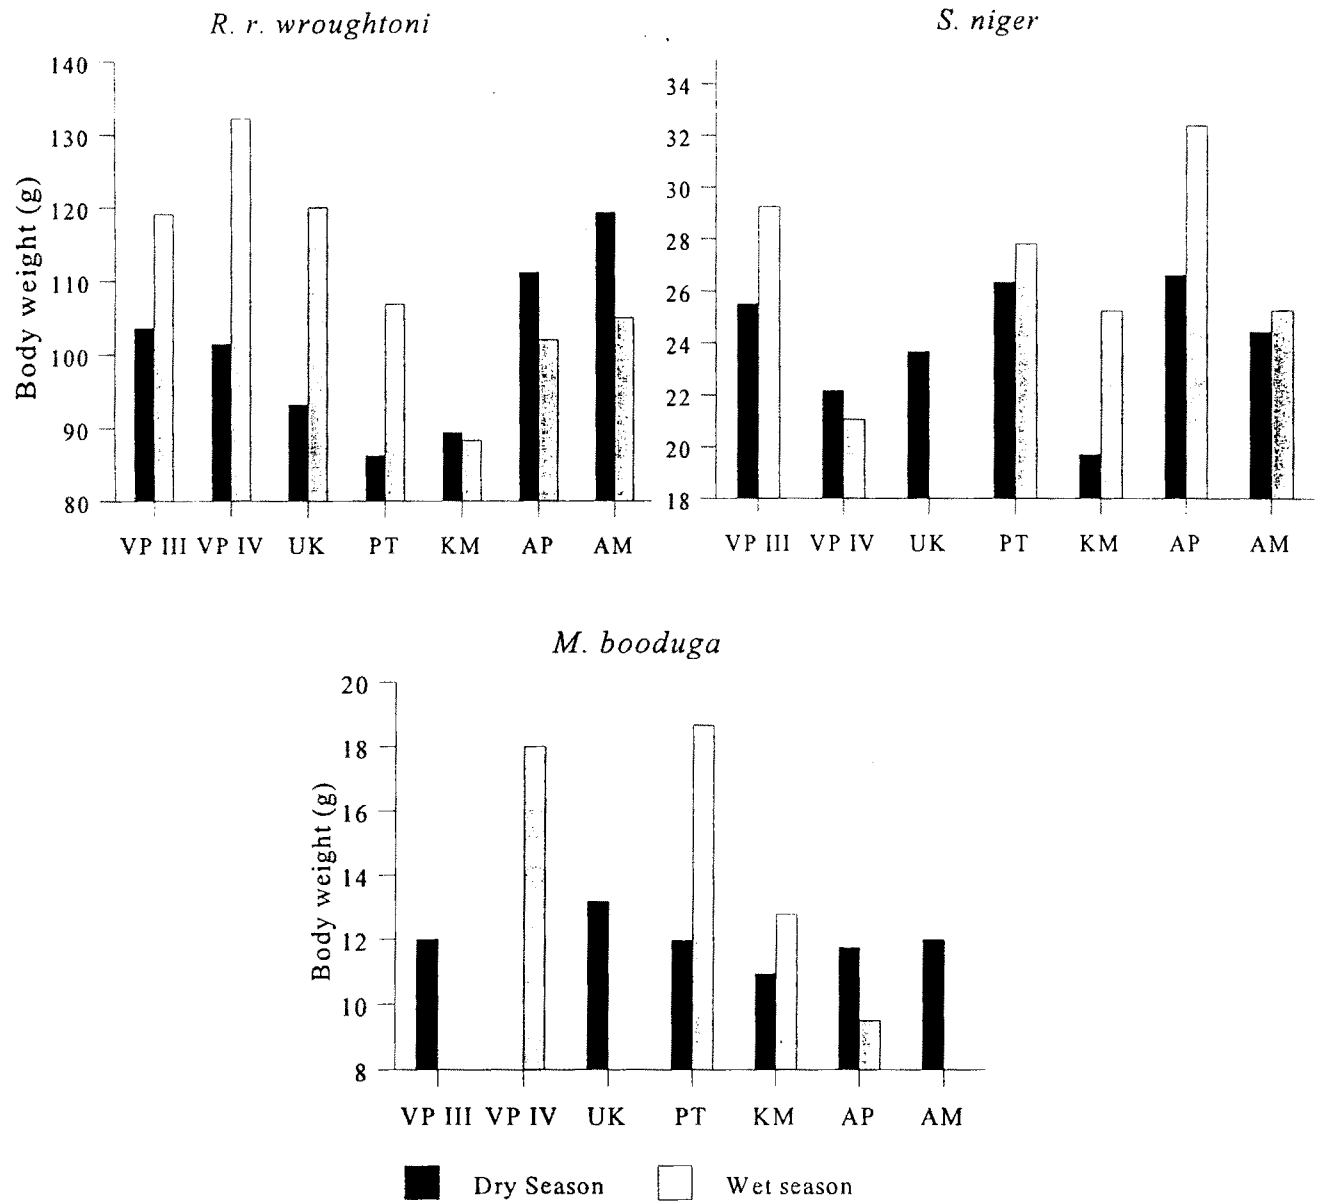 R. r. wroughtoni
S. niger
Body weight (g)
140
130
120
110
100
90
80
VP III VP IV UK PT KM AP AM
34
32
30
28
26
24
22
20
18
VP III VP IV UK PT KM AP AM
M. booduga
Body weight (g)
20
18
16
14
12
10
8
VP III VP IV UK PT KM AP AM
Dry Season Wet season